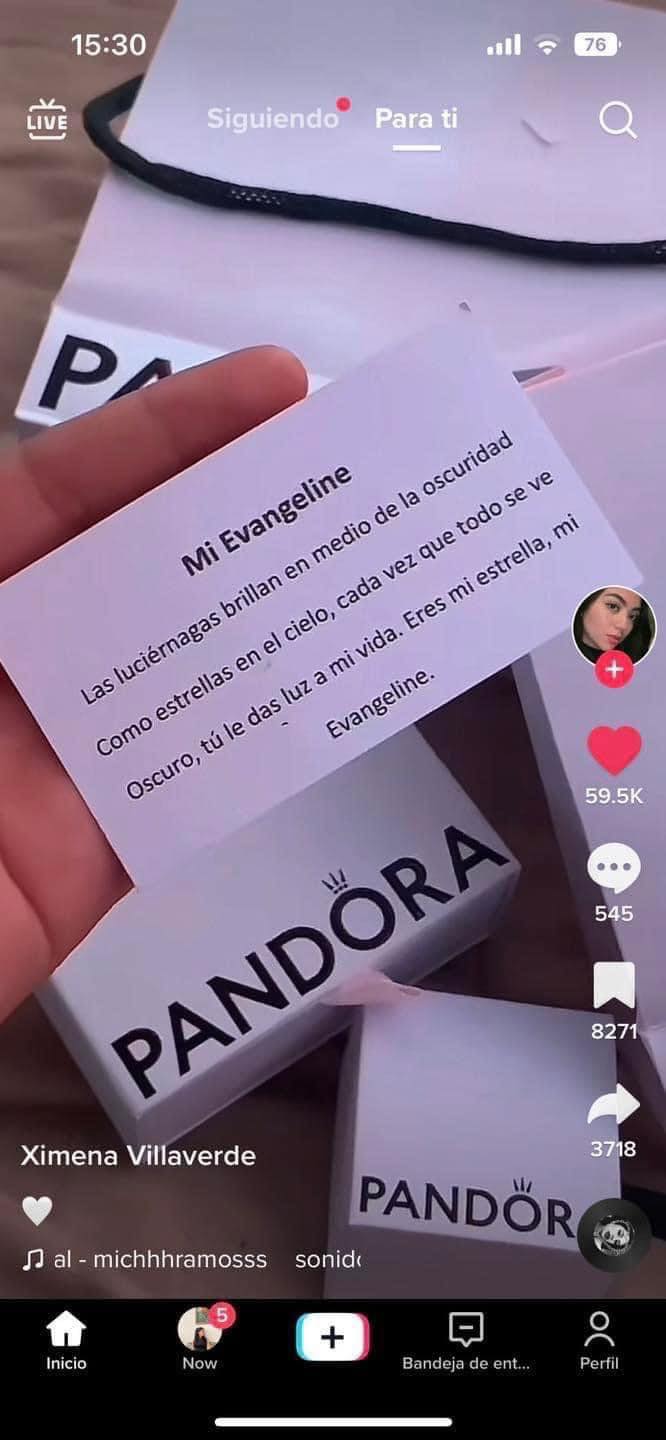 15:30
76
LIVE
Siguiendo
Para ti
PA
Mi Evangeline
Las luciérnagas brillan en medio de la oscuridad
Como estrellas en el cielo, cada vez que todo se ve
Oscuro, tú le das luz a mi vida. Eres mi estrella, mi
Evangeline.
59.5K
545
8271
3718
PANDORA
PANDOR
Ximena Villaverde
al - michhhramosss sonido
5
Inicio
Now
Bandeja de ent...
Perfil